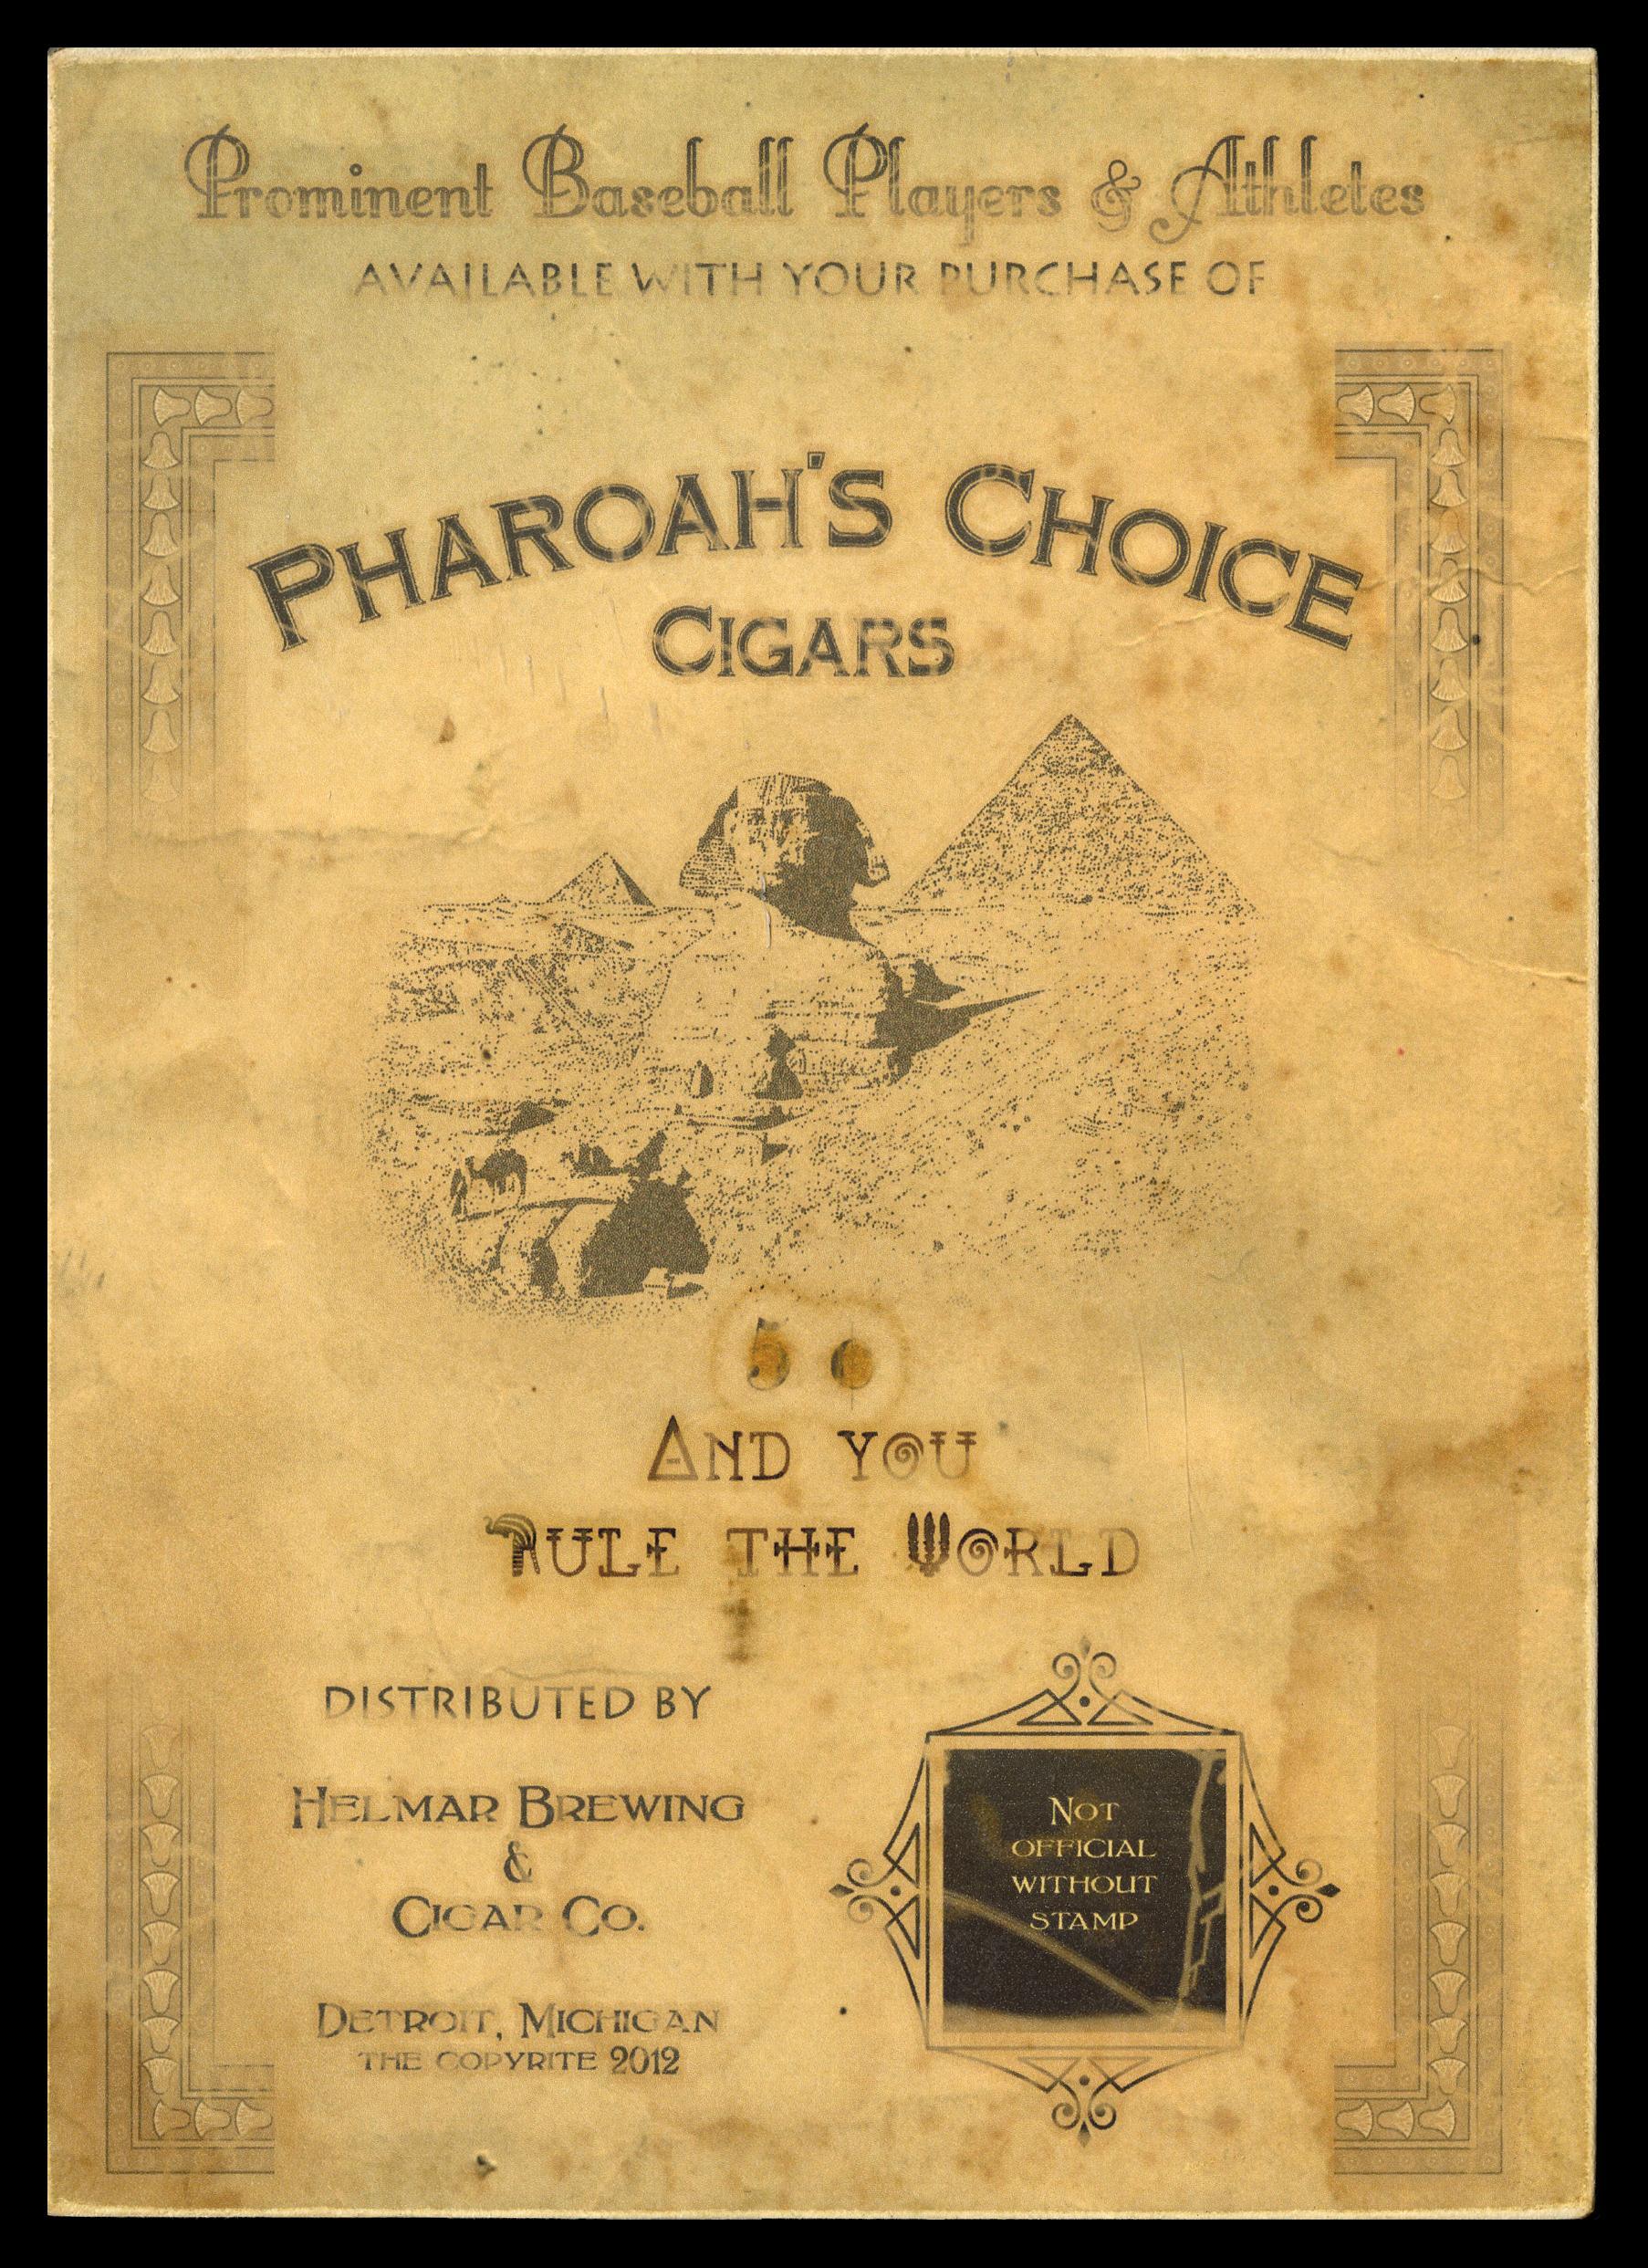 Prominent Baseball Players & Athletes
AVAILABLE WITH YOUR PURCHASE OF
PHAROAH'S CHOICE
CIGARS
5 ¢
AND YOU
RULE THE WORLD
DISTRIBUTED BY
HELMAR BREWING
&
CIGAR CO.
DETROIT, MICHIGAN
THE COPYRITE 2012
NOT
OFFICIAL
WITHOUT
STAMP